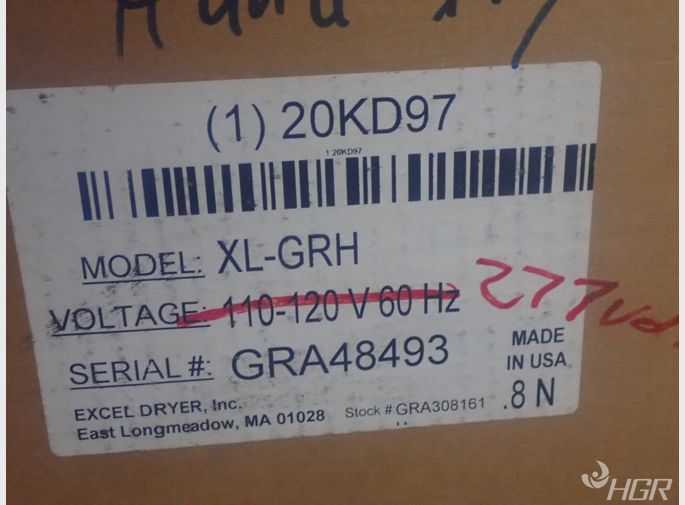 (1) 20KD97
1 20KD97
MODEL: XL-GRH
VOLTAGE: 110-120 V 60 Hz 277
SERIAL #: GRA48493
MADE
IN USA
EXCEL DRYER, Inc. Stock # GRA308161 .8 N
East Longmeadow, MA 01028
HGR